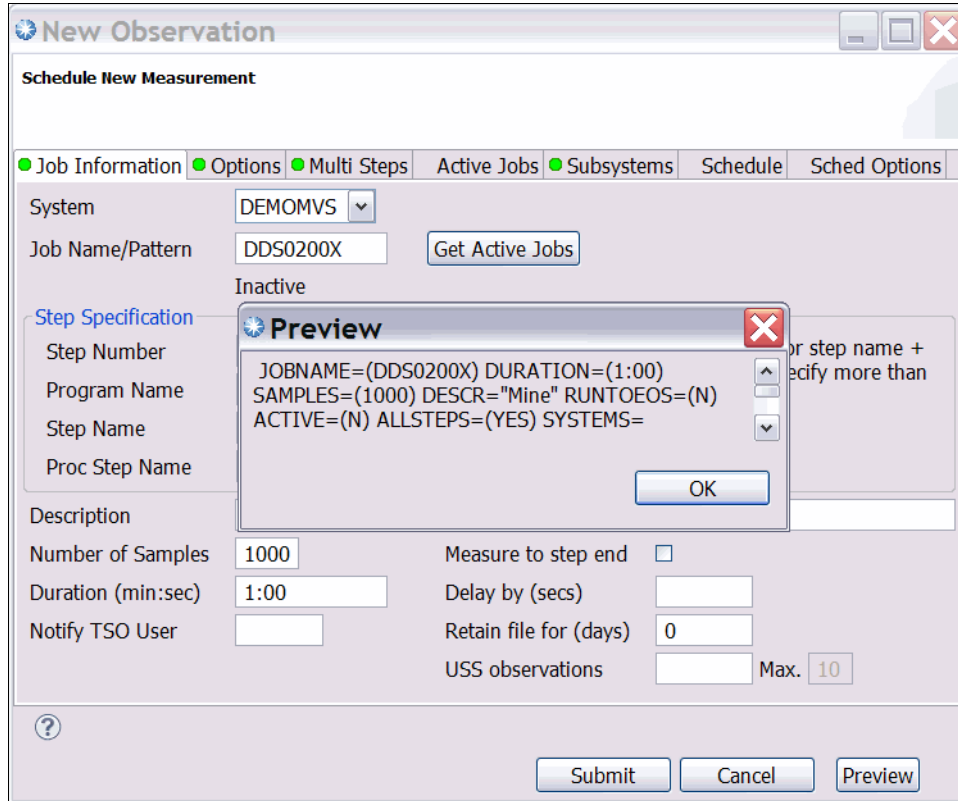 New Observation
Schedule New Measurement
Job Information Options Multi Steps Active Jobs Subsystems Schedule Sched Options
System DEMOMVS
Job Name/Pattern DDS0200X Get Active Jobs
Inactive
Step Specification
Step Number
Program Name
Step Name
Proc Step Name
or step name +
ecify more than
Preview
JOBNAME=(DDS0200X) DURATION=(1:00)
SAMPLES=(1000) DESCR="Mine" RUNTOEOS=(N)
ACTIVE=(N) ALLSTEPS=(YES) SYSTEMS=
OK
Description
Number of Samples 1000 Measure to step end
Duration (min:sec) 1:00 Delay by (secs)
Notify TSO User Retain file for (days) 0
USS observations Max. 10
?
Submit Cancel Preview